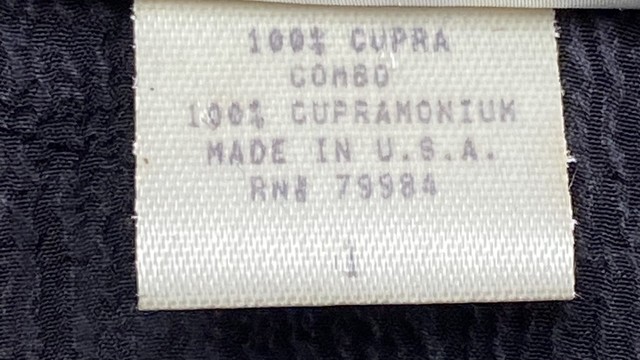 100% CUPRA
COMBO
100% CUPRAMONIUM
MADE IN U.S.A.
RN# 79984
1